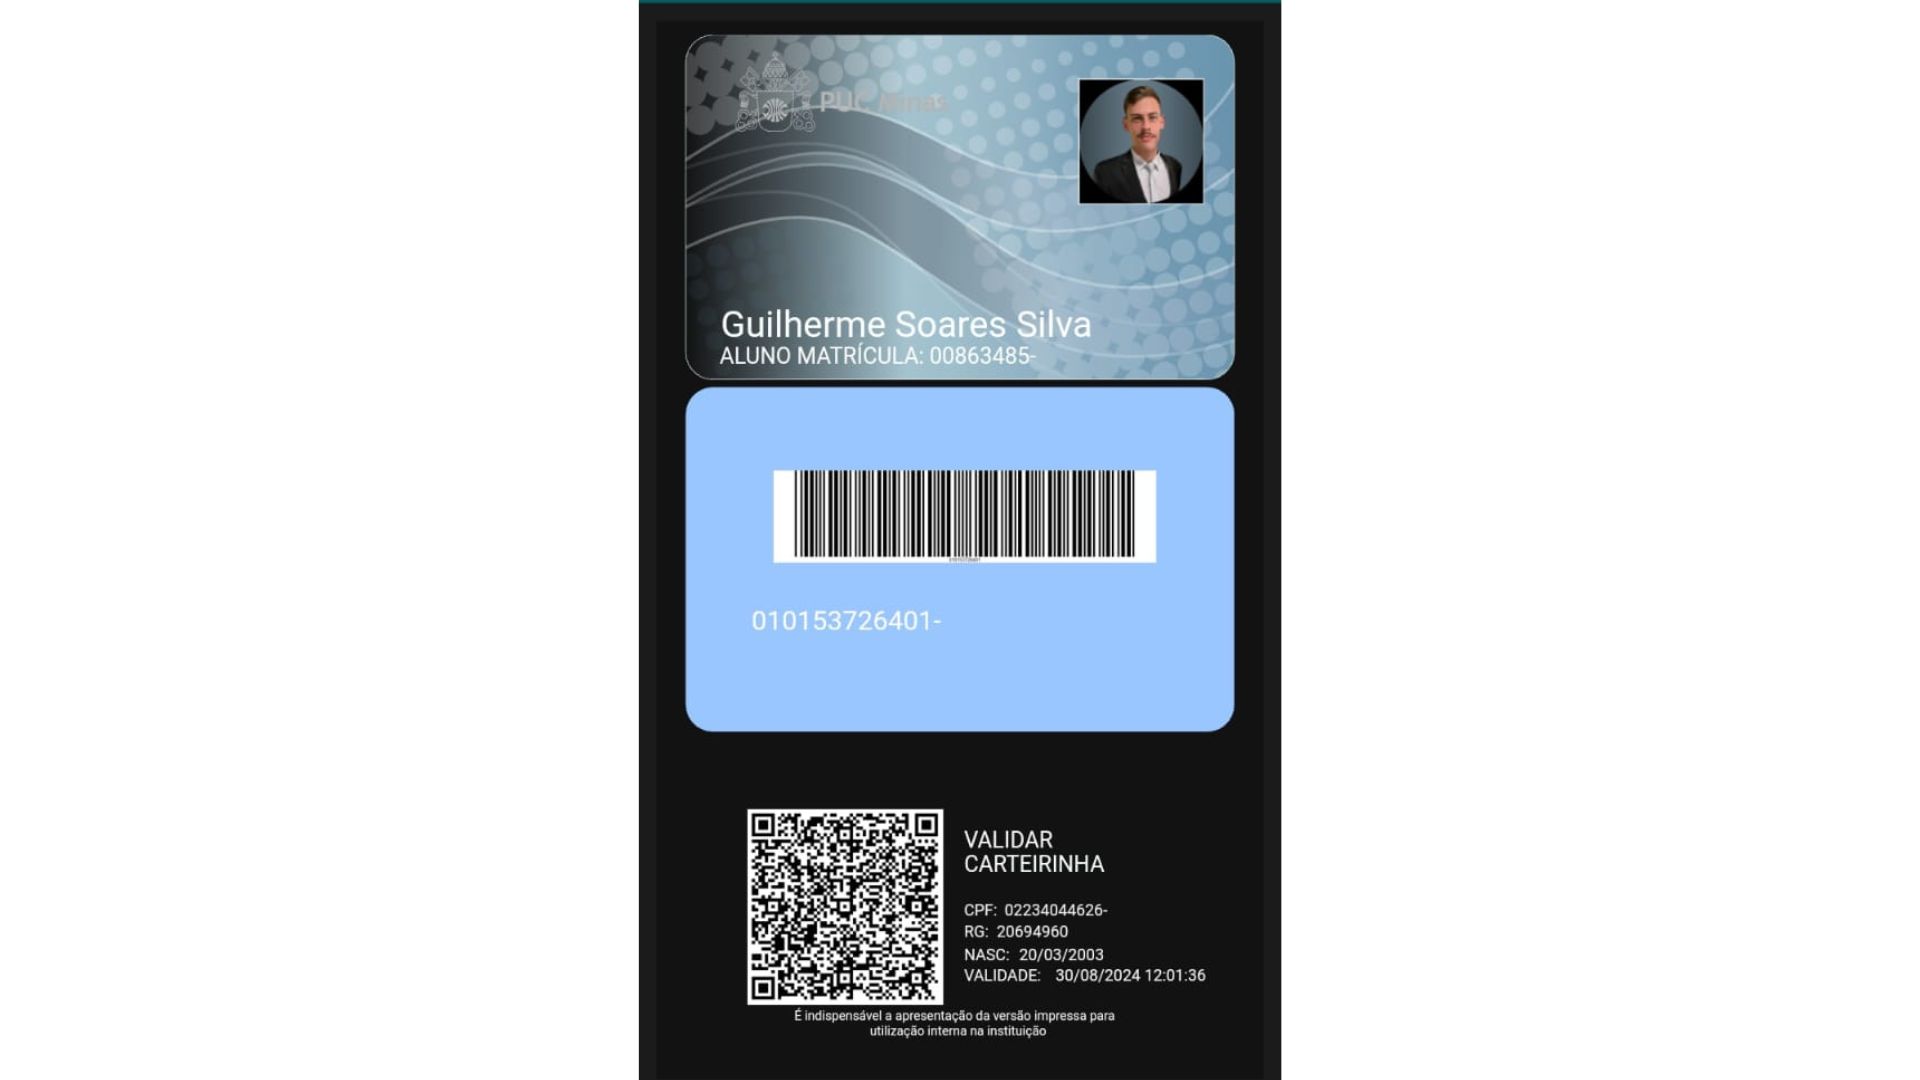 PUC Minas
Guilherme Soares Silva
ALUNO MATRÍCULA: 00863485-
010153726401
010153726401-
VALIDAR
CARTEIRINHA
CPF: 02234044626-
RG: 20694960
NASC: 20/03/2003
VALIDADE: 30/08/2024 12:01:36
É indispensável a apresentação da versão impressa para
utilização interna na instituição